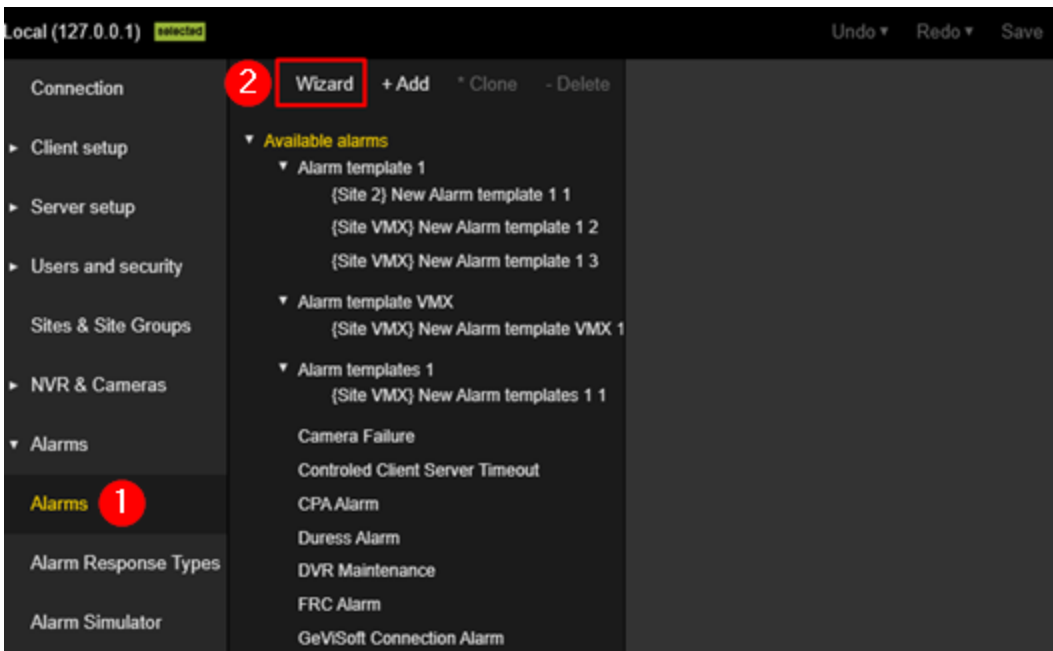 Local (127.0.0.1) selected Undo ▾ Redo ▾ Save
Connection
Client setup
Server setup
Users and security
Sites & Site Groups
NVR & Cameras
Alarms
Alarms 1
Alarm Response Types
Alarm Simulator
2 Wizard + Add * Clone - Delete
Available alarms
Alarm template 1
{Site 2} New Alarm template 1 1
{Site VMX} New Alarm template 1 2
{Site VMX} New Alarm template 1 3
Alarm template VMX
{Site VMX} New Alarm template VMX 1
Alarm templates 1
{Site VMX} New Alarm templates 1 1
Camera Failure
Controled Client Server Timeout
CPA Alarm
Duress Alarm
DVR Maintenance
FRC Alarm
GeViSoft Connection Alarm